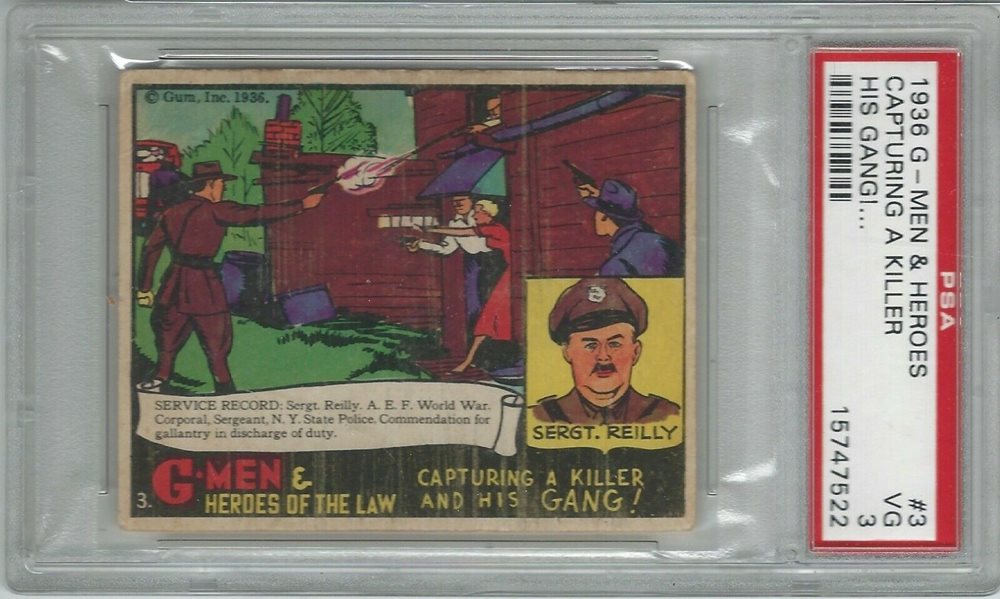 © Gum, Inc. 1936.
SERVICE RECORD: Sergt. Reilly. A. E. F. World War.
Corporal, Sergeant, N. Y. State Police. Commendation for
gallantry in discharge of duty.
SERGT. REILLY
3.
G-MEN &
HEROES OF THE LAW
CAPTURING A KILLER
AND HIS GANG!
PSA
1936 G-MEN & HEROES
CAPTURING A KILLER
HIS GANG!...
#3
VG
3
15747522